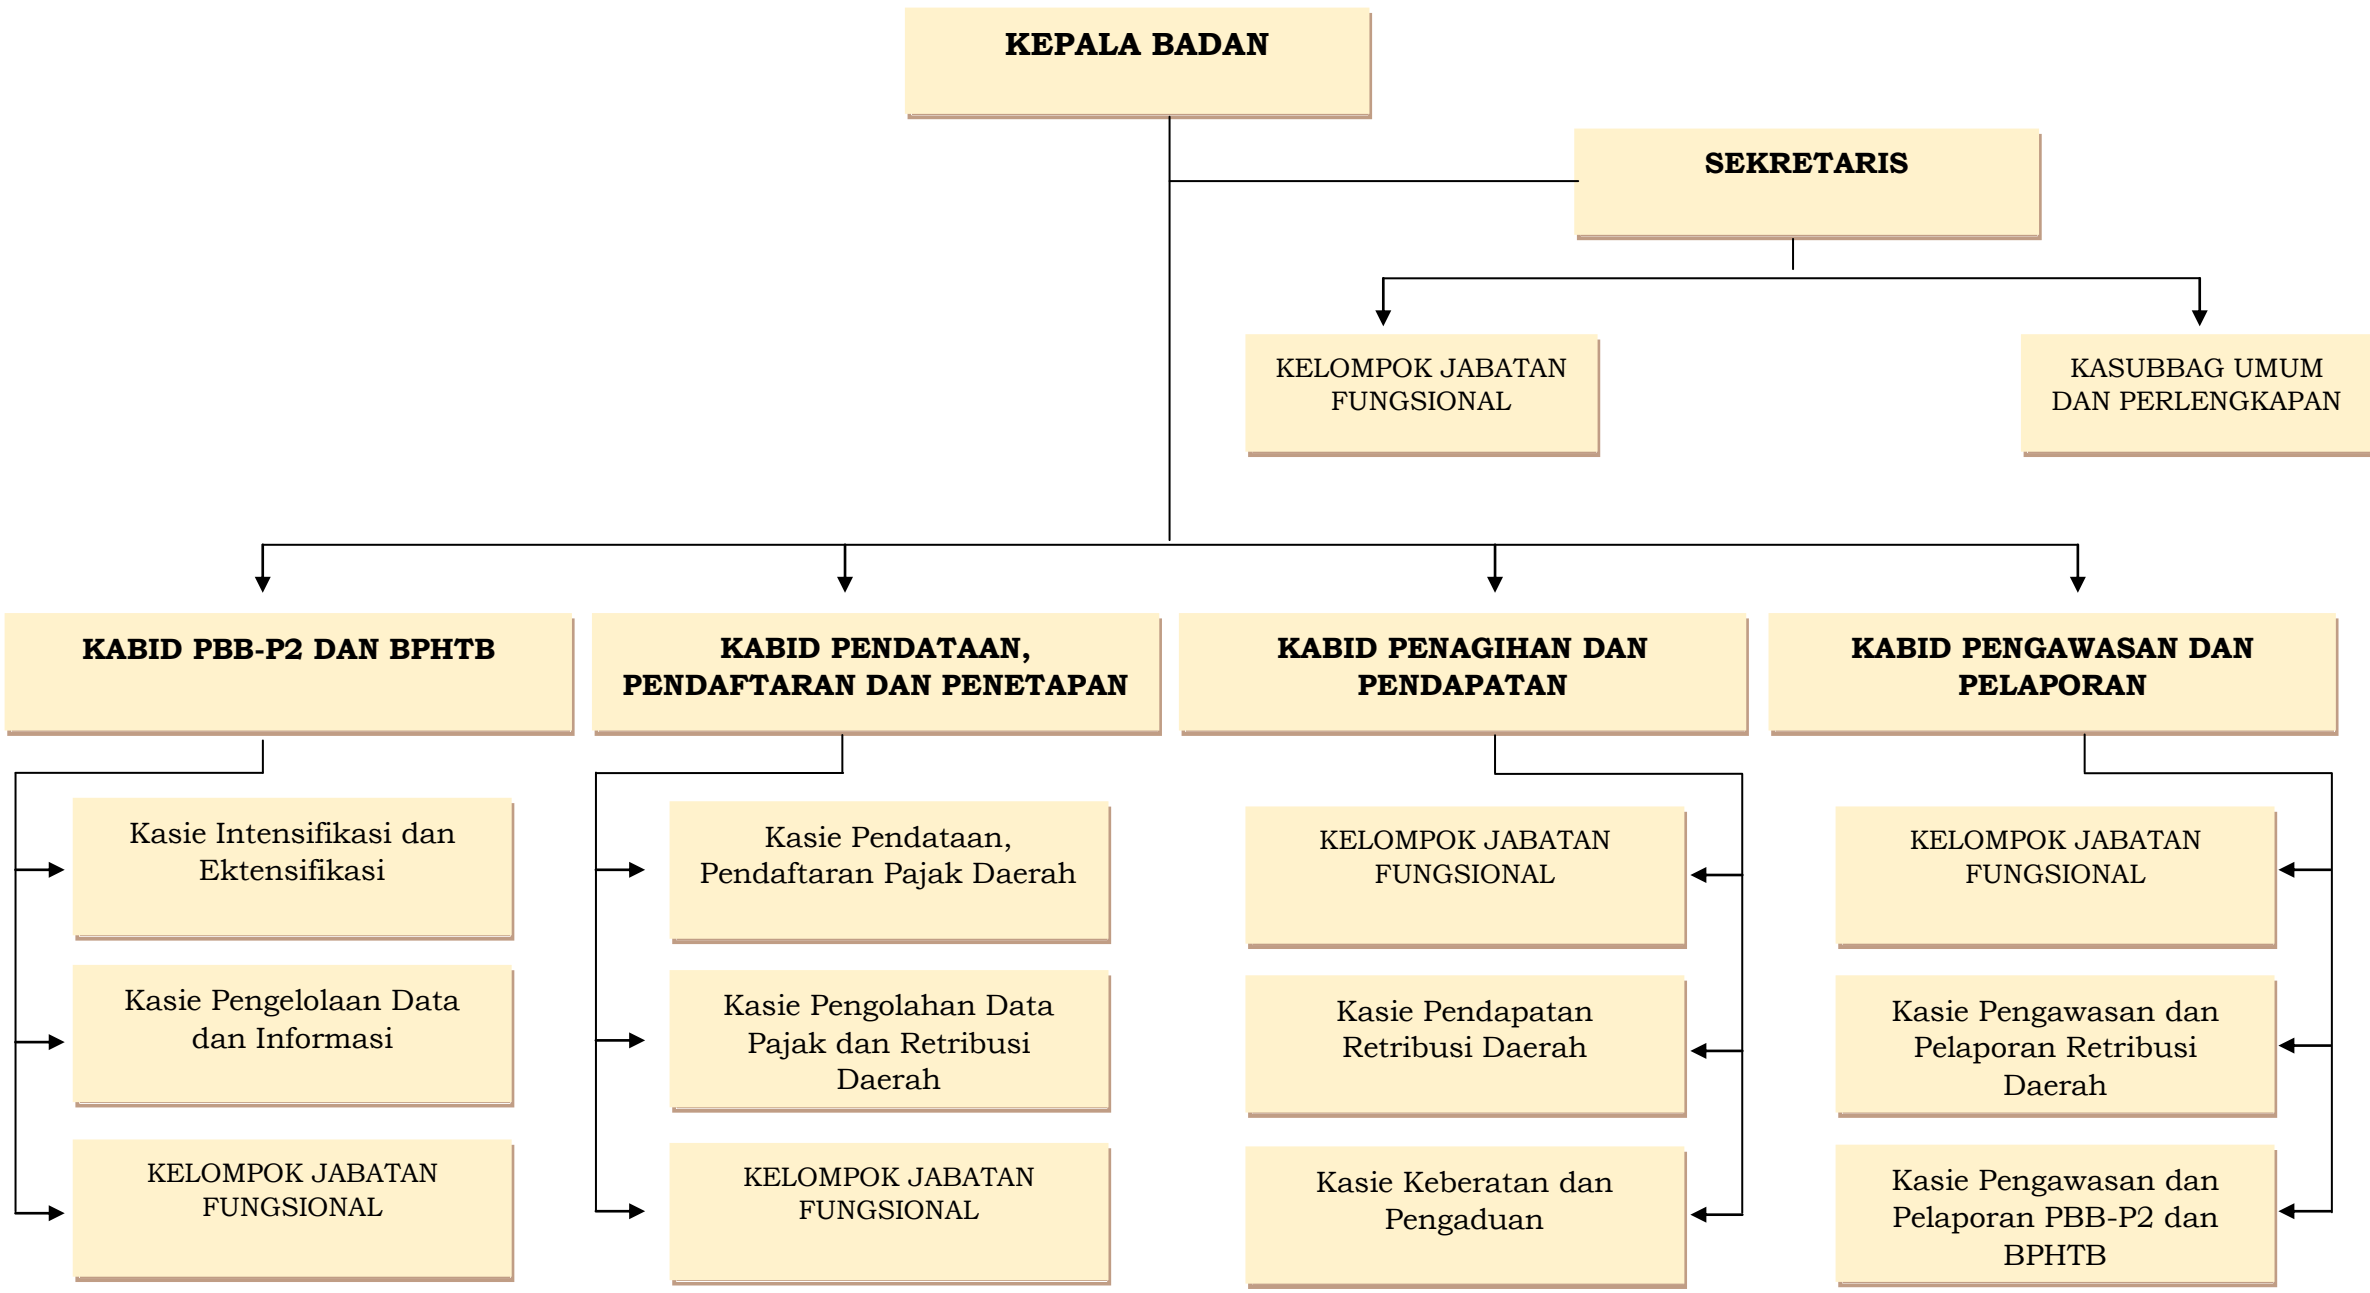 KEPALA BADAN
SEKRETARIS
KELOMPOK JABATAN
FUNGSIONAL
KASUBBAG UMUM
DAN PERLENGKAPAN
KABID PBB-P2 DAN BPHTB
KABID PENDATAAN,
PENDAFTARAN DAN PENETAPAN
KABID PENAGIHAN DAN
PENDAPATAN
KABID PENGAWASAN DAN
PELAPORAN
Kasie Intensifikasi dan
Ektensifikasi
Kasie Pendataan,
Pendaftaran Pajak Daerah
KELOMPOK JABATAN
FUNGSIONAL
KELOMPOK JABATAN
FUNGSIONAL
Kasie Pengelolaan Data
dan Informasi
Kasie Pengolahan Data
Pajak dan Retribusi
Daerah
Kasie Pendapatan
Retribusi Daerah
Kasie Pengawasan dan
Pelaporan Retribusi
Daerah
KELOMPOK JABATAN
FUNGSIONAL
KELOMPOK JABATAN
FUNGSIONAL
Kasie Keberatan dan
Pengaduan
Kasie Pengawasan dan
Pelaporan PBB-P2 dan
BPHTB